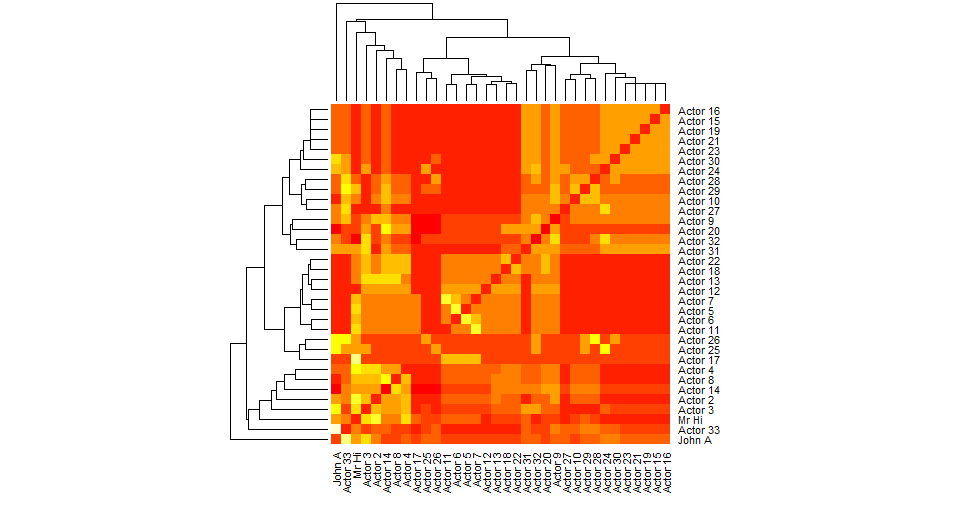 Actor 16
Actor 15
Actor 19
Actor 21
Actor 23
Actor 30
Actor 24
Actor 28
Actor 29
Actor 10
Actor 27
Actor 9
Actor 20
Actor 32
Actor 31
Actor 22
Actor 18
Actor 13
Actor 12
Actor 7
Actor 5
Actor 6
Actor 11
Actor 26
Actor 25
Actor 17
Actor 4
Actor 8
Actor 14
Actor 2
Actor 3
Mr Hi
Actor 33
John A
John A
Actor 33
Mr Hi
Actor 3
Actor 2
Actor 14
Actor 8
Actor 4
Actor 17
Actor 25
Actor 26
Actor 11
Actor 6
Actor 5
Actor 7
Actor 12
Actor 13
Actor 18
Actor 22
Actor 31
Actor 32
Actor 20
Actor 9
Actor 27
Actor 10
Actor 29
Actor 28
Actor 24
Actor 30
Actor 23
Actor 21
Actor 19
Actor 15
Actor 16